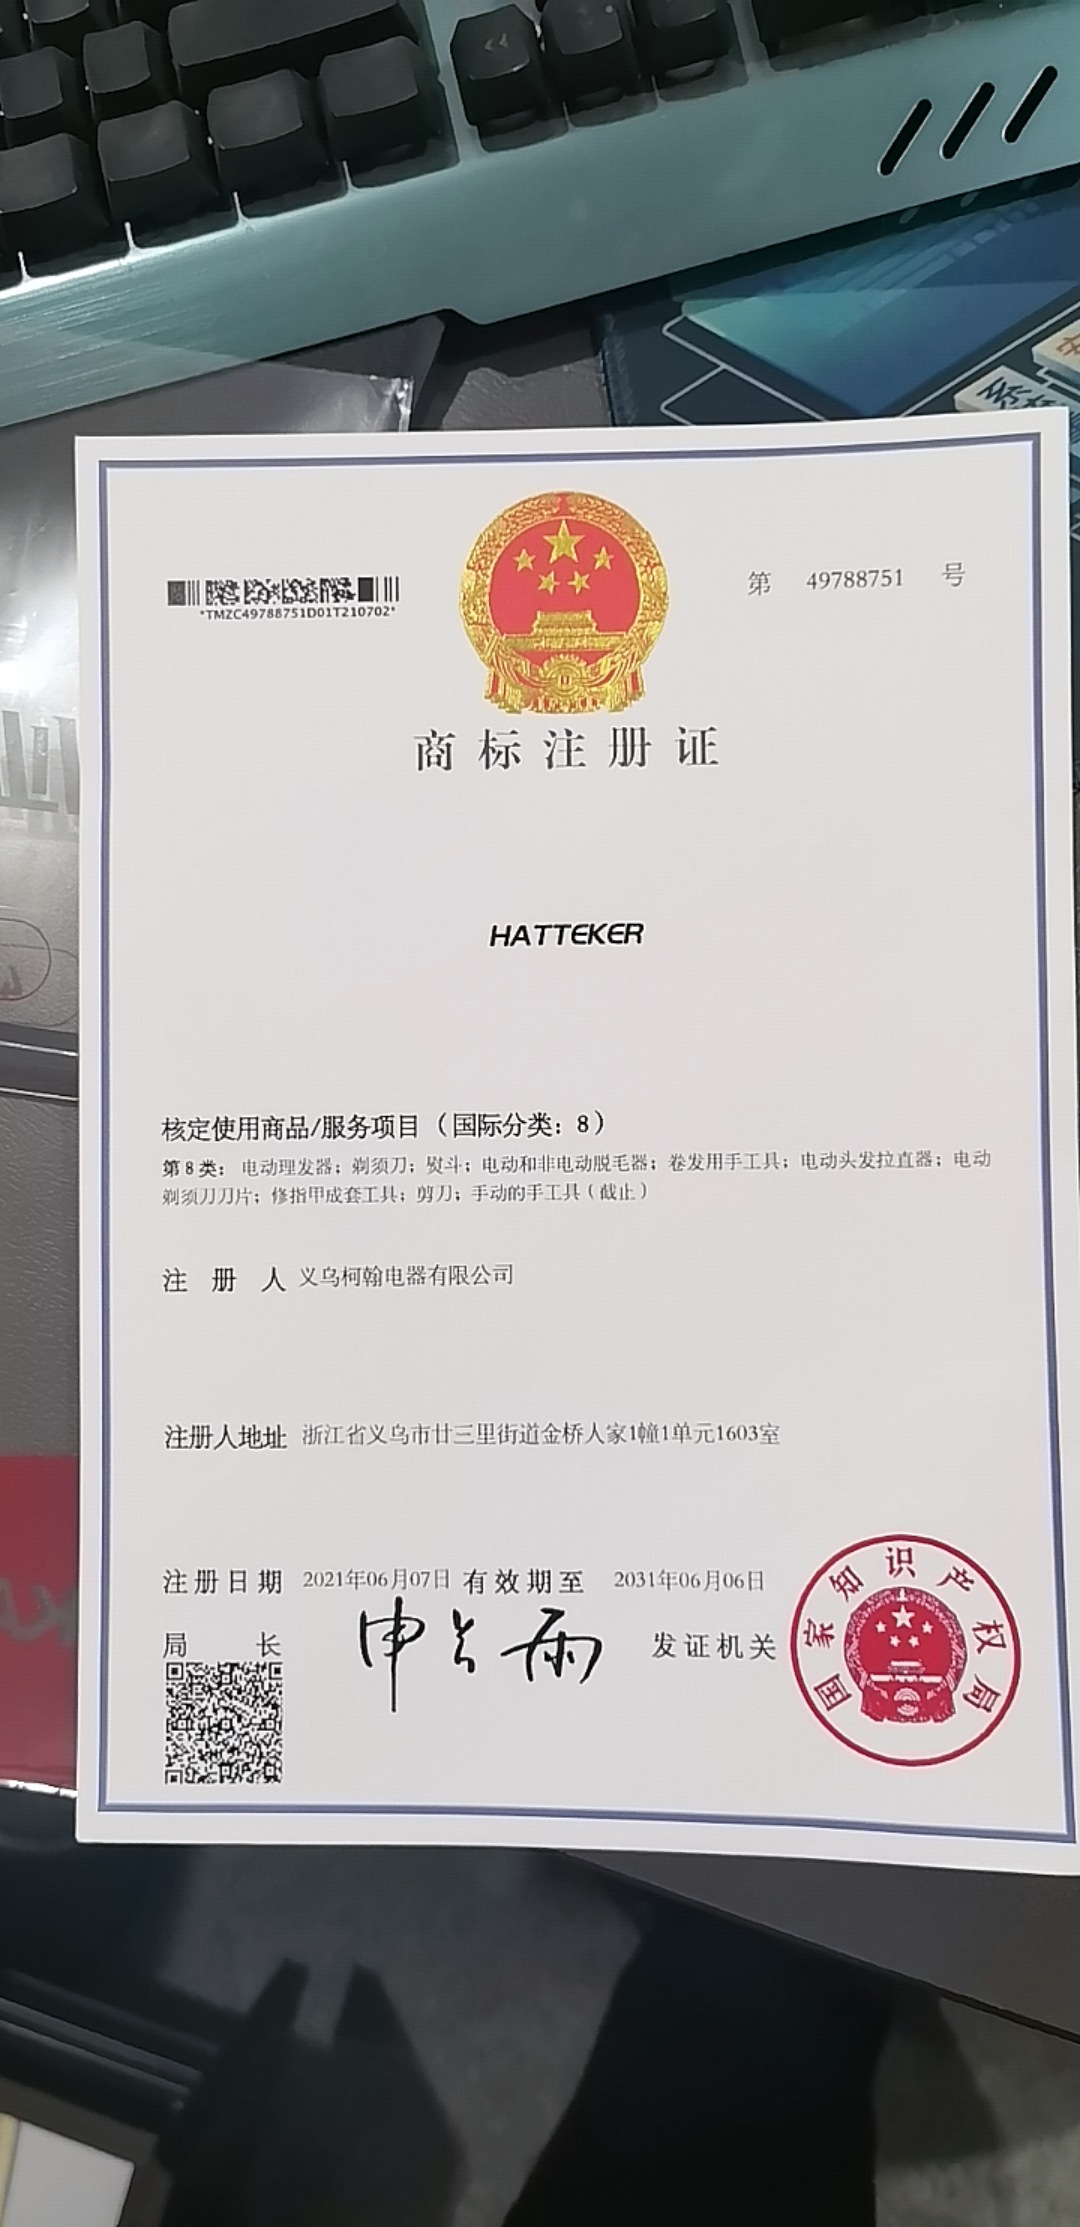 第 49788751 号
*TMZC49788751D01T210702*
商标注册证
HATTEKER
核定使用商品/服务项目（国际分类：8）
第8类：电动理发器；剃须刀；熨斗；电动和非电动脱毛器；卷发用手工具；电动头发拉直器；电动
剃须刀刀片；修指甲成套工具；剪刀；手动的手工具（截止）
注册人 义乌柯翰电器有限公司
注册人地址 浙江省义乌市廿三里街道金桥人家1幢1单元1603室
注册日期 2021年06月07日 有效期至 2031年06月06日
局长 申长雨 发证机关
国家知识产权局